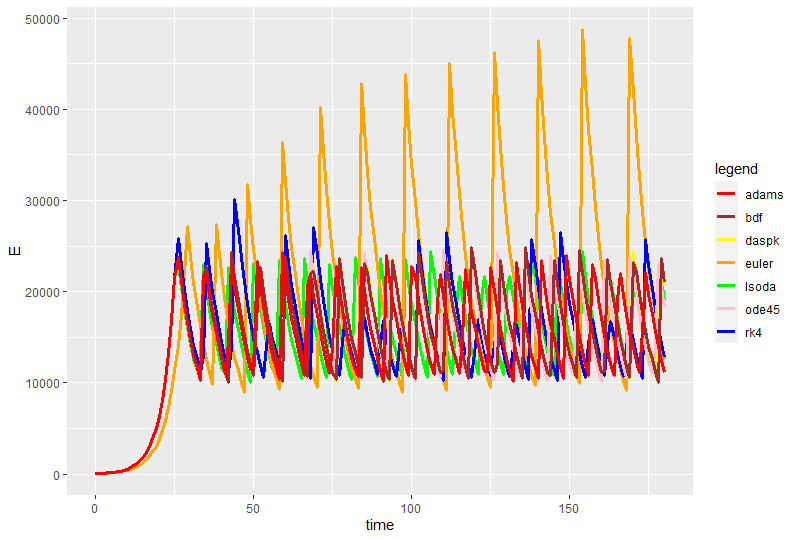 50000
40000
30000
20000
10000
0
E
0
50
100
150
time
legend
adams
bdf
daspk
euler
lsoda
ode45
rk4